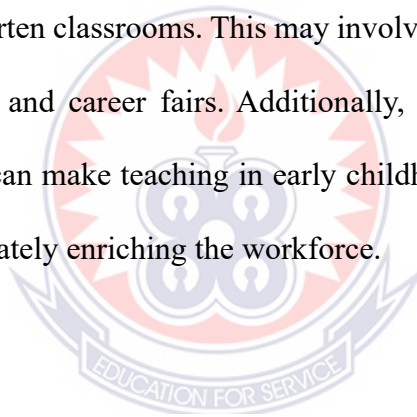 rten classrooms. This may involv
and career fairs. Additionally,
can make teaching in early childh
ately enriching the workforce.
EDUCATION FOR SERVICE